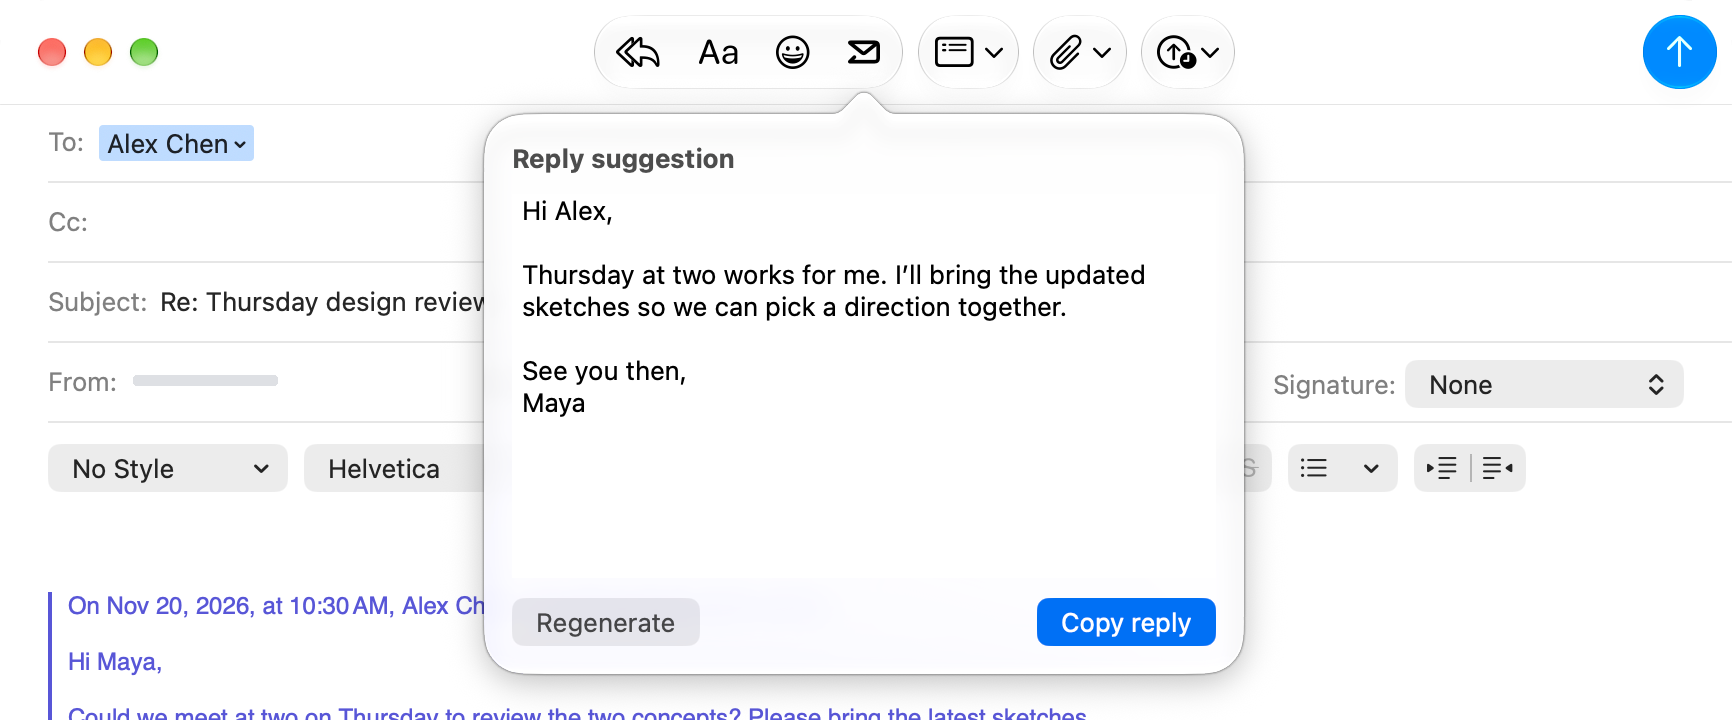 Aa
To: Alex Chen
Cc:
Subject: Re: Thursday design review
From:
Signature: None
No Style
Helvetica
S
Reply suggestion
Hi Alex,
Thursday at two works for me. I’ll bring the updated
sketches so we can pick a direction together.
See you then,
Maya
Regenerate
Copy reply
On Nov 20, 2026, at 10:30 AM, Alex Ch
Hi Maya,
Could we meet at two on Thursday to review the two concepts? Please bring the latest sketches